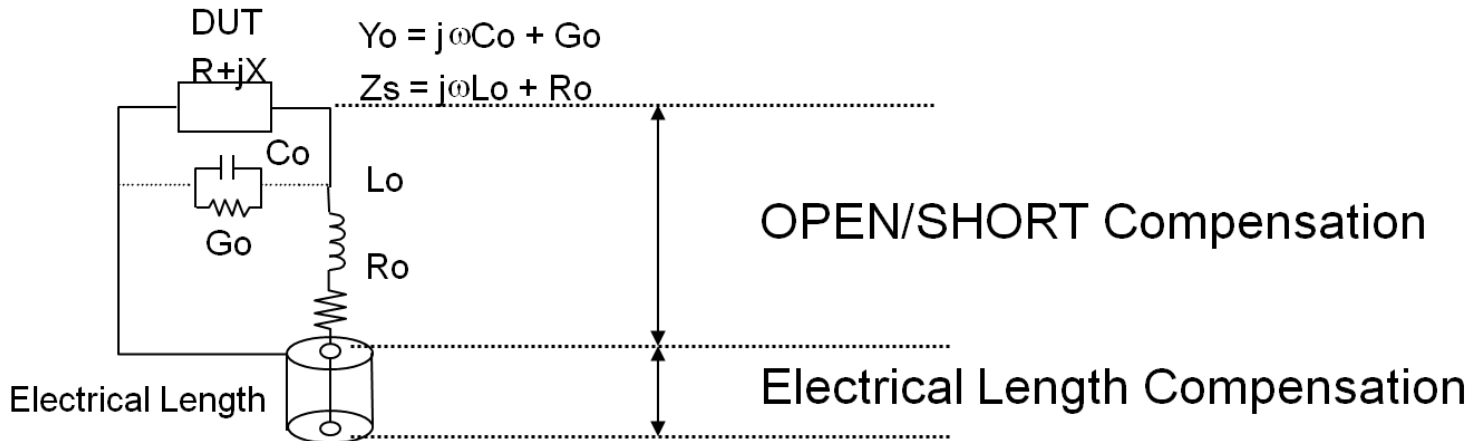 DUT
R+jX
Yo = jωCo + Go
Zs = jωLo + Ro
Co
Go
Lo
Ro
OPEN/SHORT Compensation
Electrical Length
Electrical Length Compensation